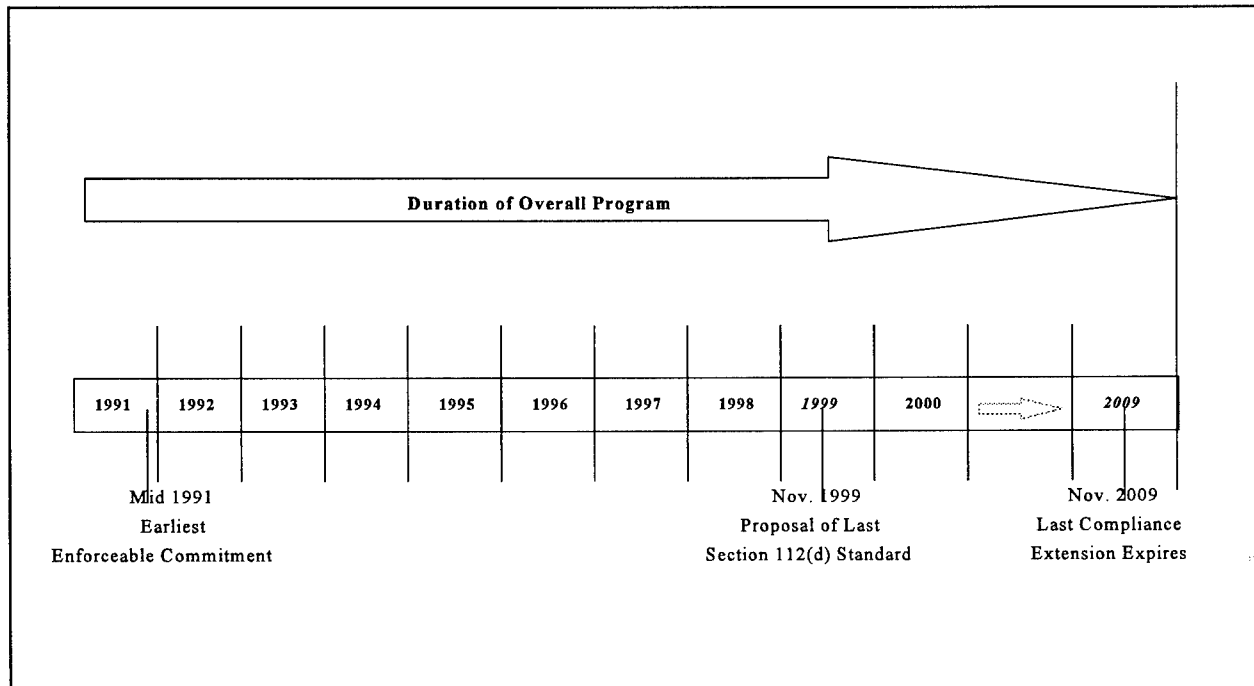 Duration of Overall Program
1991 1992 1993 1994 1995 1996 1997 1998 1999 2000 2009
Mid 1991
Earliest
Enforceable Commitment
Nov. 1999
Proposal of Last
Section 112(d) Standard
Nov. 2009
Last Compliance
Extension Expires